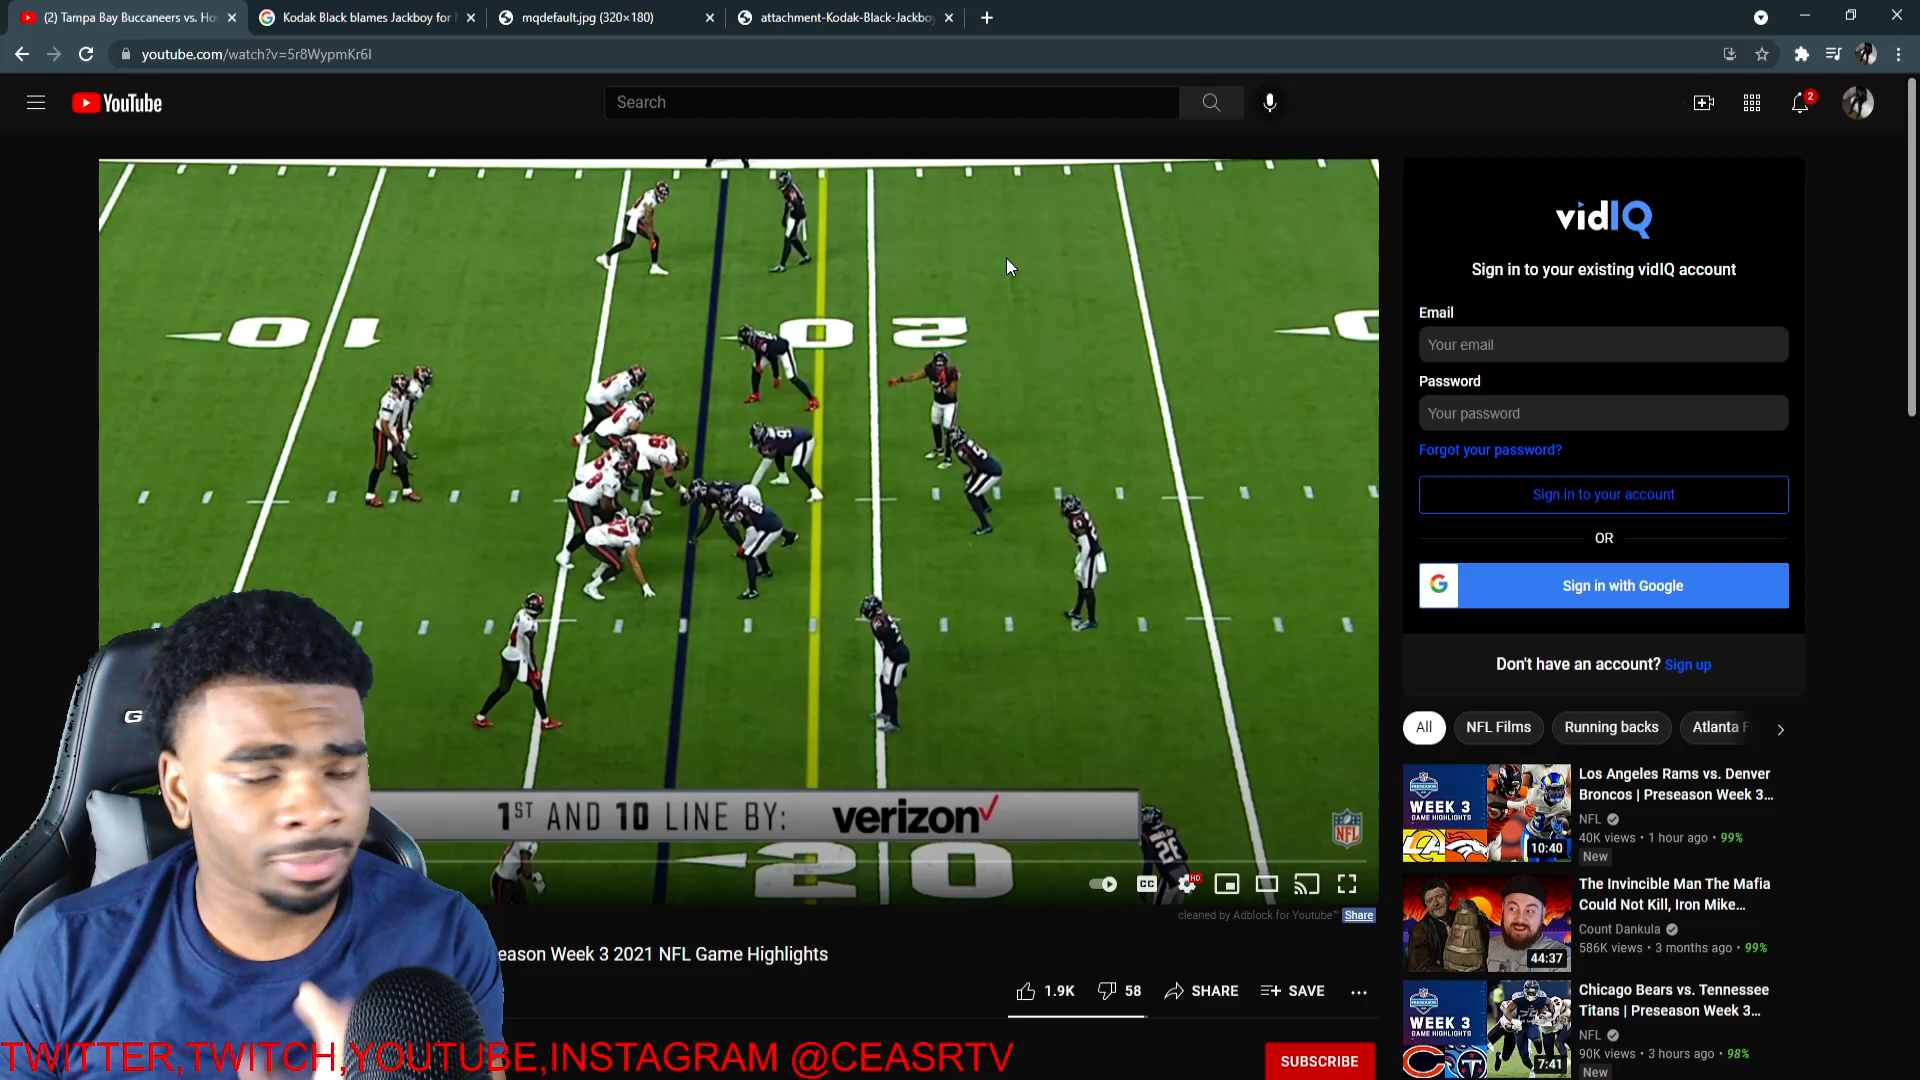 (2) Tampa Bay Buccaneers vs. Ho
Kodak Black blames Jackboy for
mqdefault.jpg (320×180)
attachment-Kodak-Black-Jackbo
youtube.com/watch?v=5r8WypmKr6I
YouTube
Search
2
vidIQ
Sign in to your existing vidIQ account
Email
Your email
Password
Your password
Forgot your password?
Sign in to your account
OR
G
Sign in with Google
Don't have an account? Sign up
10
20
1ST AND 10 LINE BY: verizon
NFL
20
26
G
CC
HD
cleaned by Adblock for Youtube™ Share
eason Week 3 2021 NFL Game Highlights
1.9K
58
SHARE
SAVE
SUBSCRIBE
All
NFL Films
Running backs
Atlanta F
WEEK 3
GAME HIGHLIGHTS
10:40
Los Angeles Rams vs. Denver
Broncos | Preseason Week 3...
NFL
40K views • 1 hour ago • 99%
New
44:37
The Invincible Man The Mafia
Could Not Kill, Iron Mike...
Count Dankula
586K views • 3 months ago • 99%
WEEK 3
GAME HIGHLIGHTS
7:41
Chicago Bears vs. Tennessee
Titans | Preseason Week 3...
NFL
90K views • 3 hours ago • 98%
New
TWITTER,TWITCH,YOUTUBE,INSTAGRAM @CEASRTV